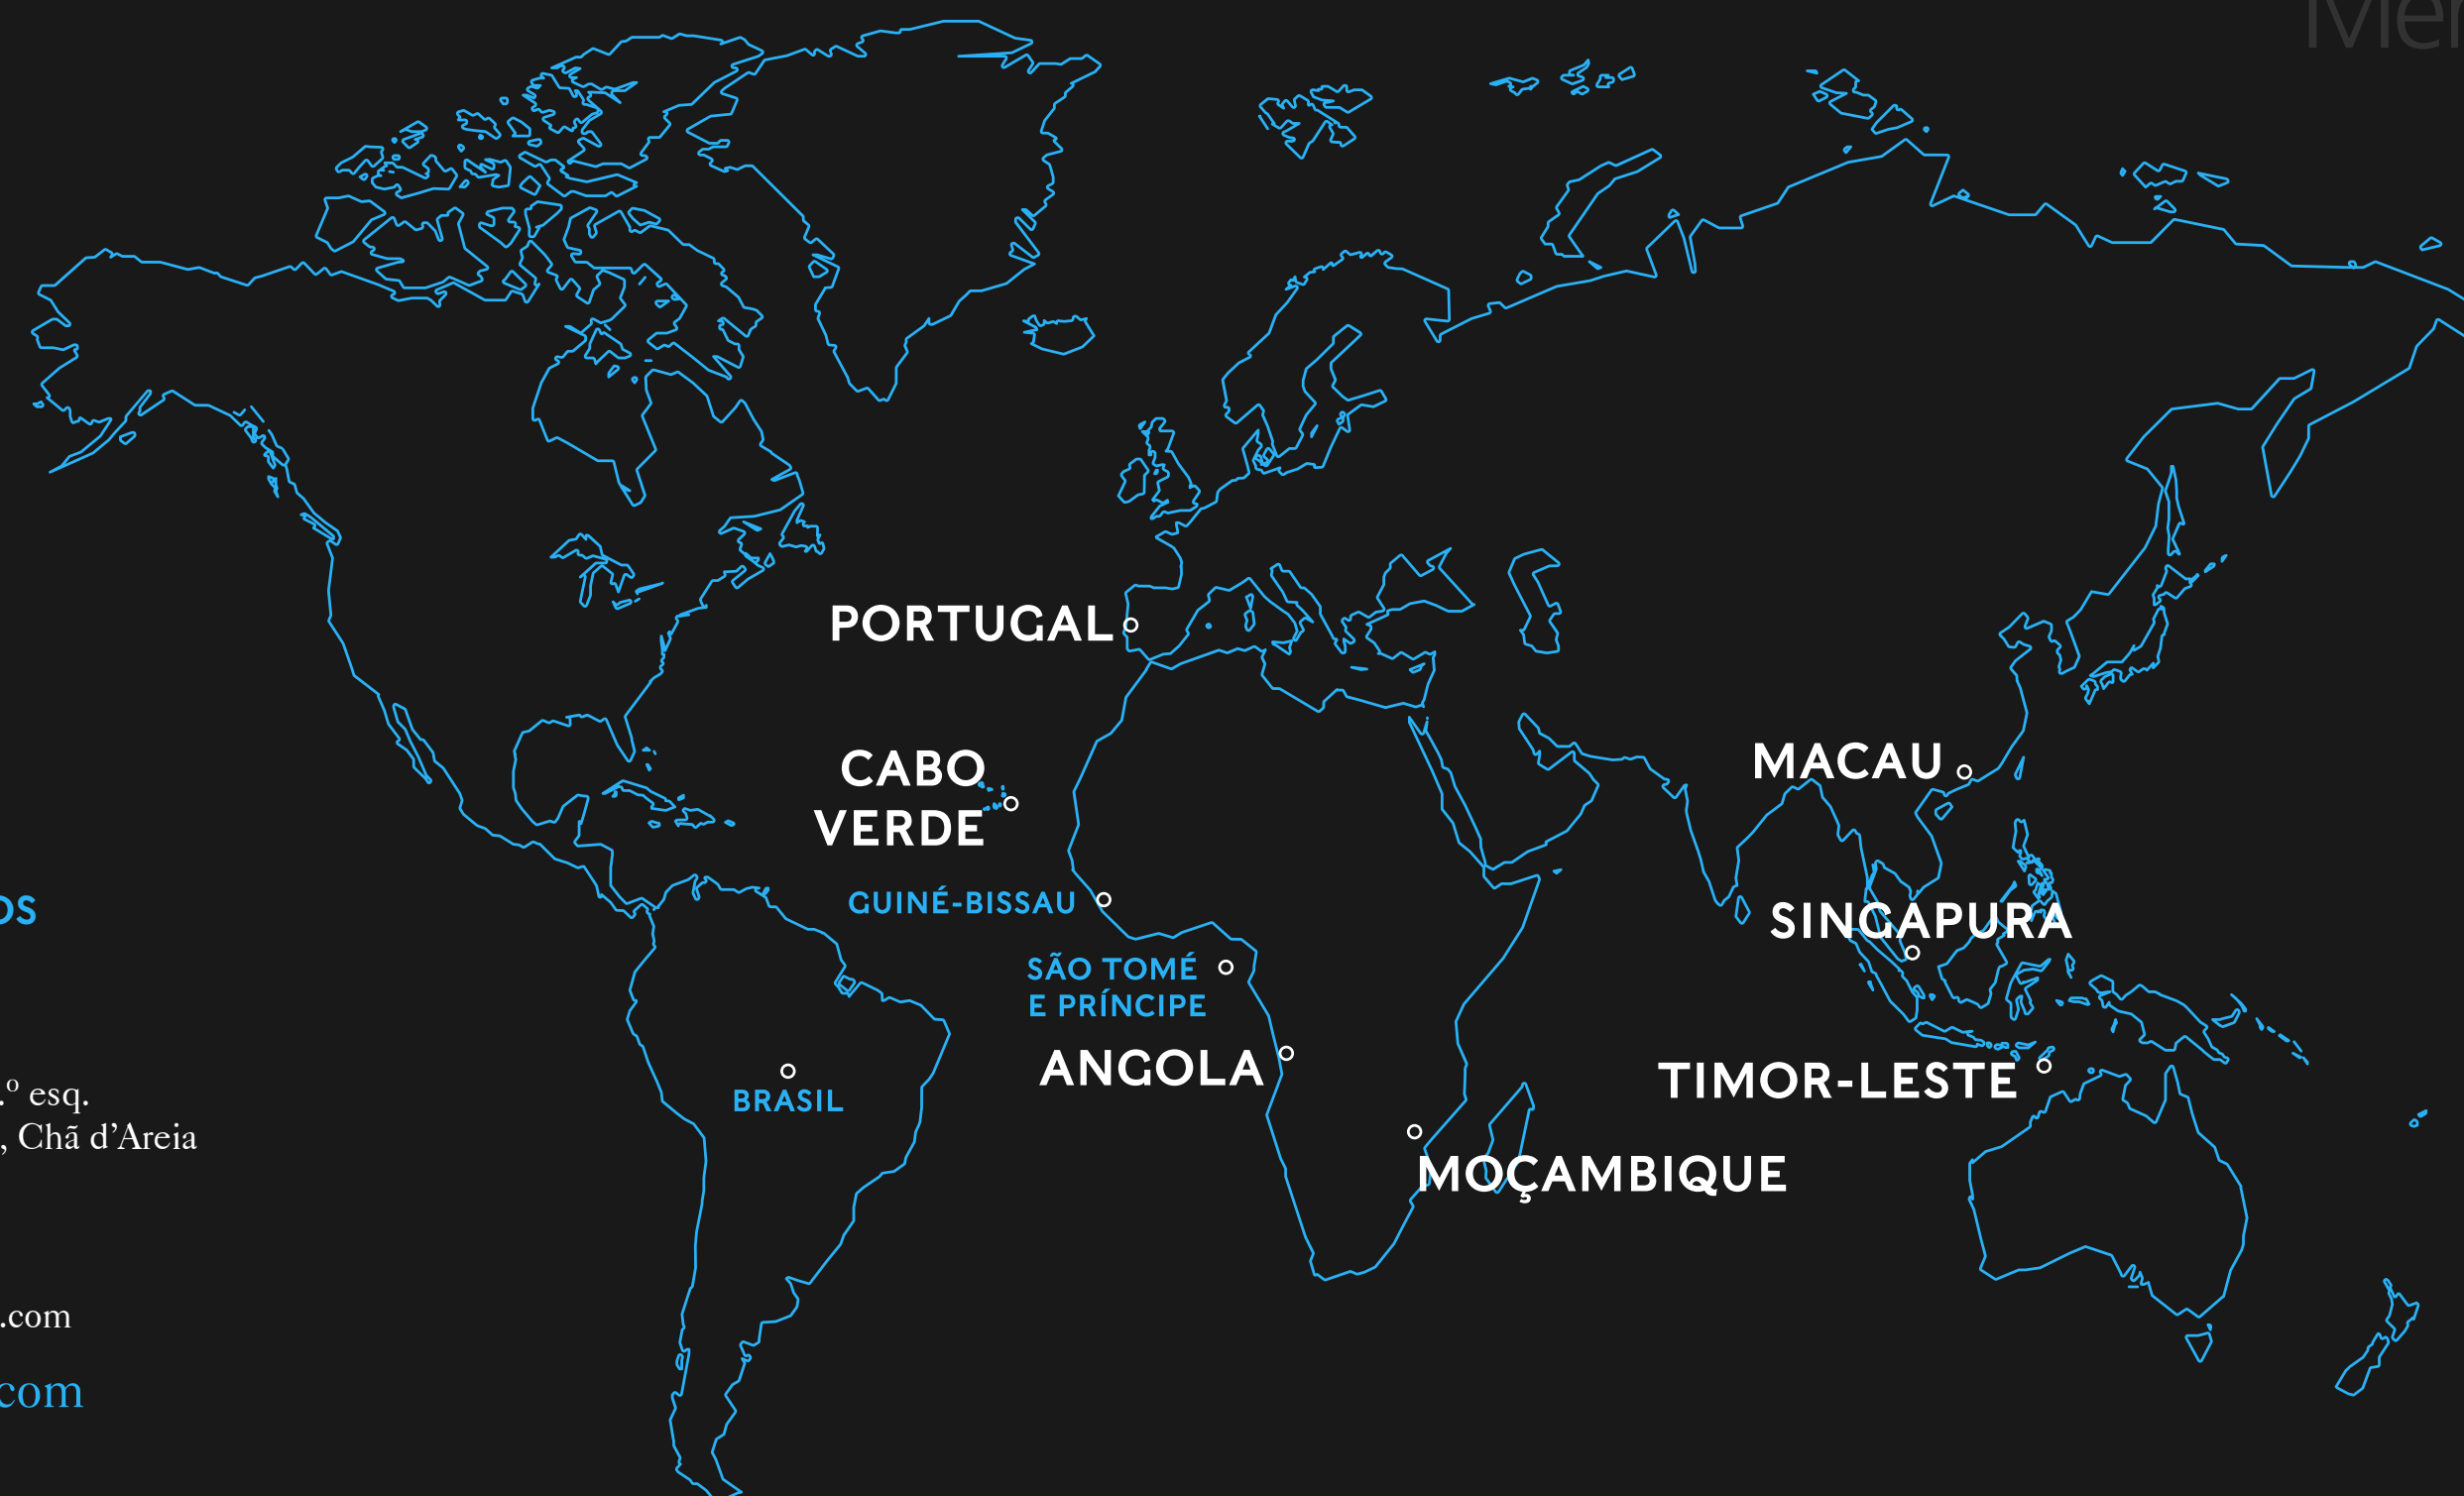 PORTUGAL
CABO
VERDE
MACAU
GUINÉ-BISSAU
SINGAPURA
SÃO TOMÉ
E PRÍNCIPE
ANGOLA
TIMOR-LESTE
BRASIL
MOÇAMBIQUE
.º esq.
, Chã d’Areia
.com
com